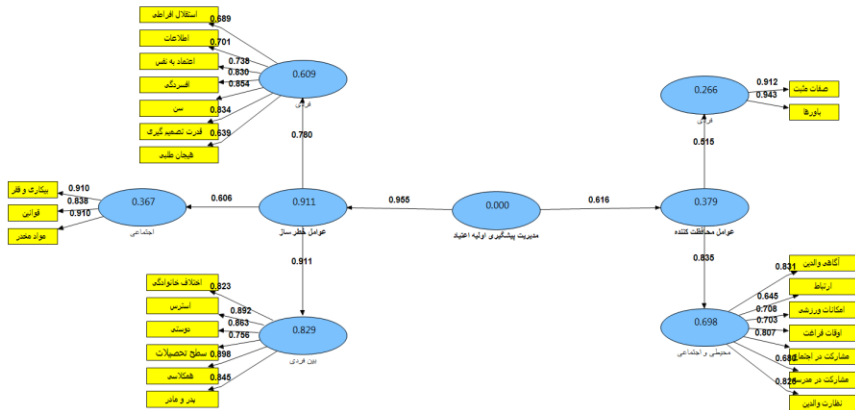 استقلال افراطی
0.689
اطلاعات
0.701
اعتماد به نفس
0.738
افسردگی
0.830
سن
0.854
قدرت تصمیم گیری
0.834
هیجان طلبی
0.639
0.609
فردی
0.780
بیکاری و فقر
0.910
قوانین
0.838
مواد مخدر
0.910
0.367
اجتماعی
0.606
0.911
عوامل خطر ساز
0.955
0.000
مدیریت پیشگیری اولیه اعتیاد
0.616
0.379
عوامل محافظت کننده
0.515
0.266
فردی
صفات مثبت
0.912
باورها
0.943
0.911
0.829
بین فردی
اختلاف خانوادگی
0.823
استرس
0.892
دوستی
0.863
سطح تحصیلات
0.756
همکلاسی
0.898
پدر و مادر
0.845
0.835
0.698
محیطی و اجتماعی
آگاهی والدین
0.831
ارتباط
0.645
امکانات ورزشی
0.708
اوقات فراغت
0.703
مشارکت در اجتما
0.807
مشارکت در مدرسه
0.680
نظارت والدین
0.825